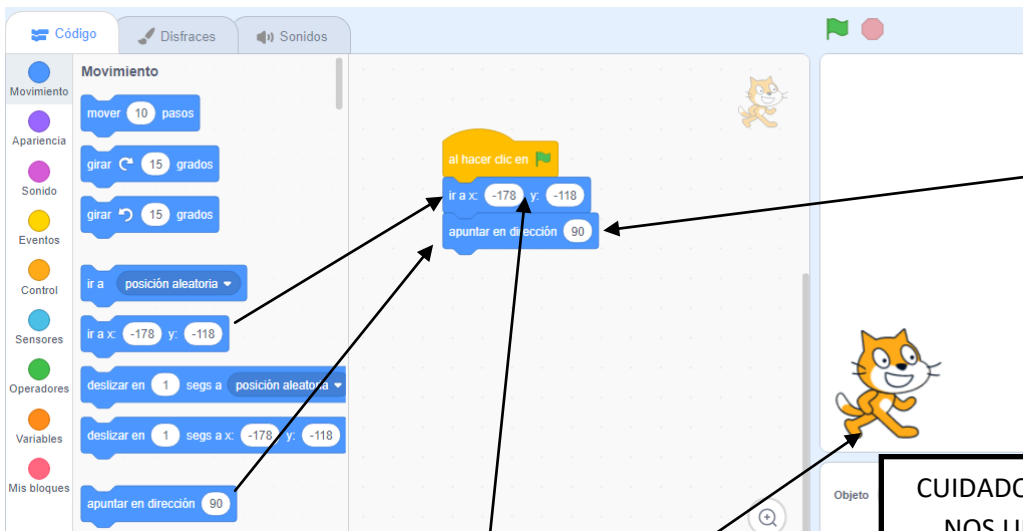 Código
Disfraces
Sonidos
Movimiento
Apariencia
Sonido
Eventos
Control
Sensores
Operadores
Variables
Mis bloques
Movimiento
mover 10 pasos
girar 15 grados
girar 15 grados
ir a posición aleatoria
ir a x: -178 y: -118
deslizar en 1 segs a posición aleatoria
deslizar en 1 segs a x: -178 y: -118
apuntar en dirección 90
al hacer clic en
ir a x: -178 y: -118
apuntar en dirección 90
Objeto
CUIDADO
NOS